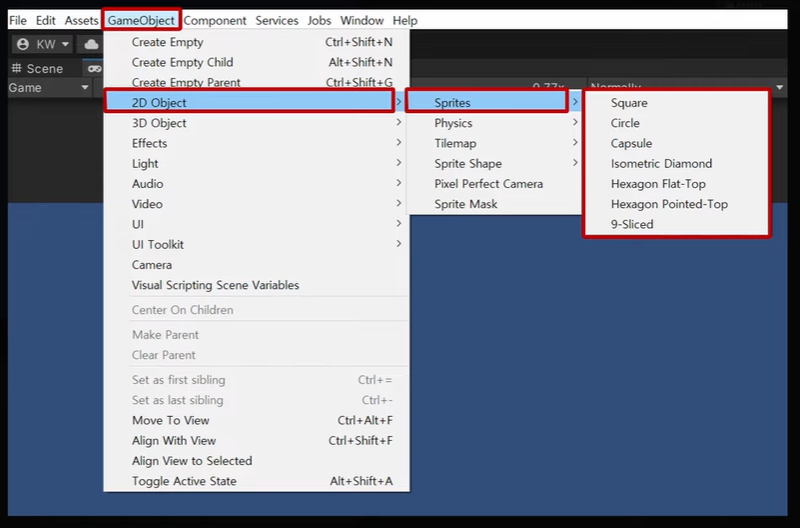 File Edit Assets GameObject Component Services Jobs Window Help
KW
Scene
Game
Create Empty Ctrl+Shift+N
Create Empty Child Alt+Shift+N
Create Empty Parent Ctrl+Shift+G
2D Object
3D Object
Effects
Light
Audio
Video
UI
UI Toolkit
Camera
Visual Scripting Scene Variables
Center On Children
Make Parent
Clear Parent
Set as first sibling Ctrl+=
Set as last sibling Ctrl+-
Move To View Ctrl+Alt+F
Align With View Ctrl+Shift+F
Align View to Selected
Toggle Active State Alt+Shift+A
0.77x Normally
Sprites
Physics
Tilemap
Sprite Shape
Pixel Perfect Camera
Sprite Mask
Square
Circle
Capsule
Isometric Diamond
Hexagon Flat-Top
Hexagon Pointed-Top
9-Sliced